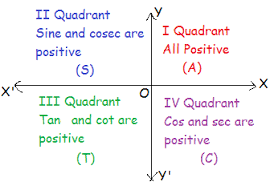 Y
II Quadrant
Sine and cosec are
positive
(S)
I Quadrant
All Positive
(A)
X'
O
X
III Quadrant
Tan and cot are
positive
(T)
IV Quadrant
Cos and sec are
positive
(C)
Y'